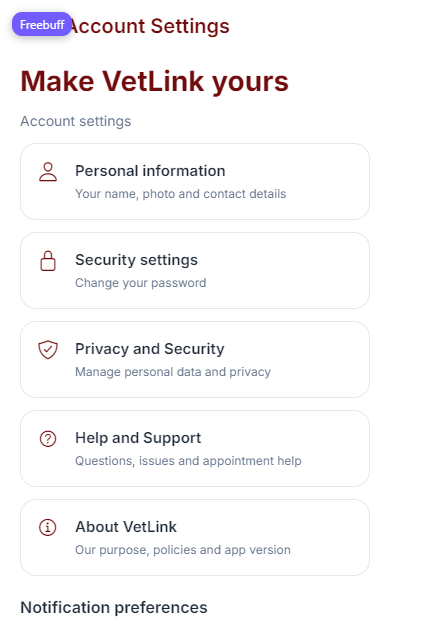 Freebuff
Account Settings
Make VetLink yours
Account settings
Personal information
Your name, photo and contact details
Security settings
Change your password
Privacy and Security
Manage personal data and privacy
Help and Support
Questions, issues and appointment help
About VetLink
Our purpose, policies and app version
Notification preferences